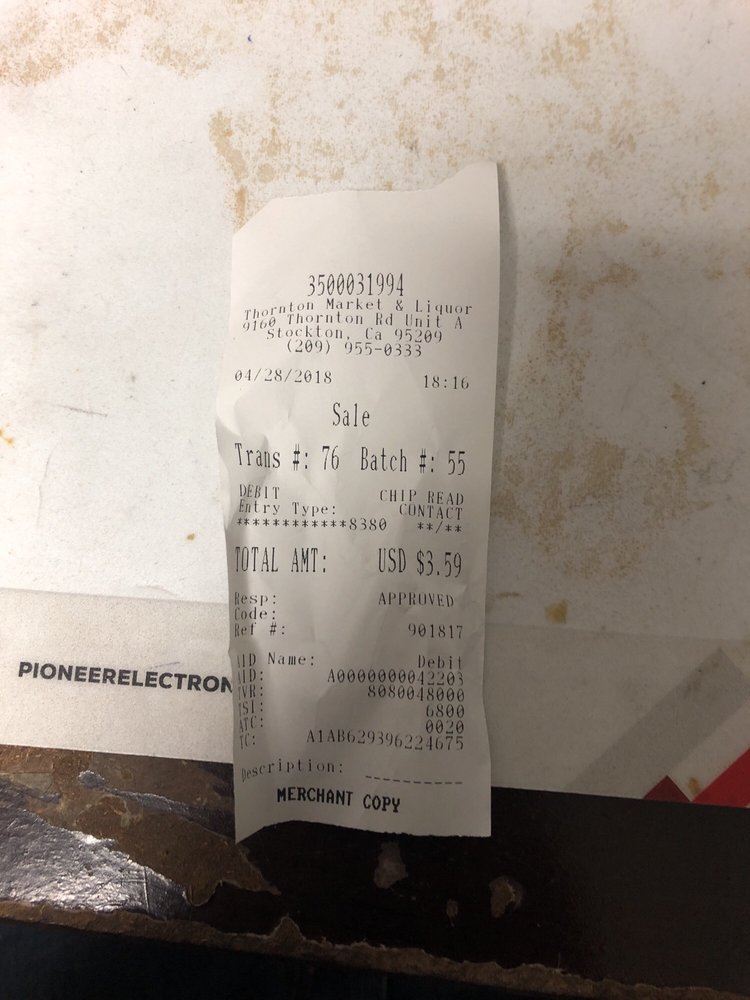 3500031994
Thornton Market & Liquor
9160 Thornton Rd Unit A
Stockton, Ca 95209
(209) 955-0333
04/28/2018 18:16
Sale
Trans #: 76 Batch #: 55
DEBIT CHIP READ
Entry Type: CONTACT
************8380 **/**
TOTAL AMT: USD $3.59
Resp: APPROVED
Code:
Ref #: 901817
AID Name: Debit
AID: A0000000042203
TVR: 8080048000
TSI: 6800
ATC: 0020
TC: A1AB629396224675
Description: ____________
MERCHANT COPY
PIONEERELECTRON